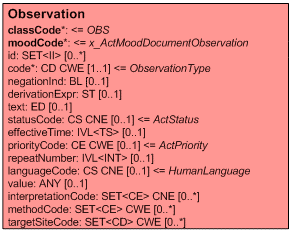 Observation
classCode*: <= OBS
moodCode*: <= x_ActMoodDocumentObservation
id: SET<II> [0..*]
code*: CD CWE [1..1] <= ObservationType
negationInd: BL [0..1]
derivationExpr: ST [0..1]
text: ED [0..1]
statusCode: CS CNE [0..1] <= ActStatus
effectiveTime: IVL<TS> [0..1]
priorityCode: CE CWE [0..1] <= ActPriority
repeatNumber: IVL<INT> [0..1]
languageCode: CS CNE [0..1] <= HumanLanguage
value: ANY [0..1]
interpretationCode: SET<CE> CNE [0..*]
methodCode: SET<CE> CWE [0..*]
targetSiteCode: SET<CD> CWE [0..*]